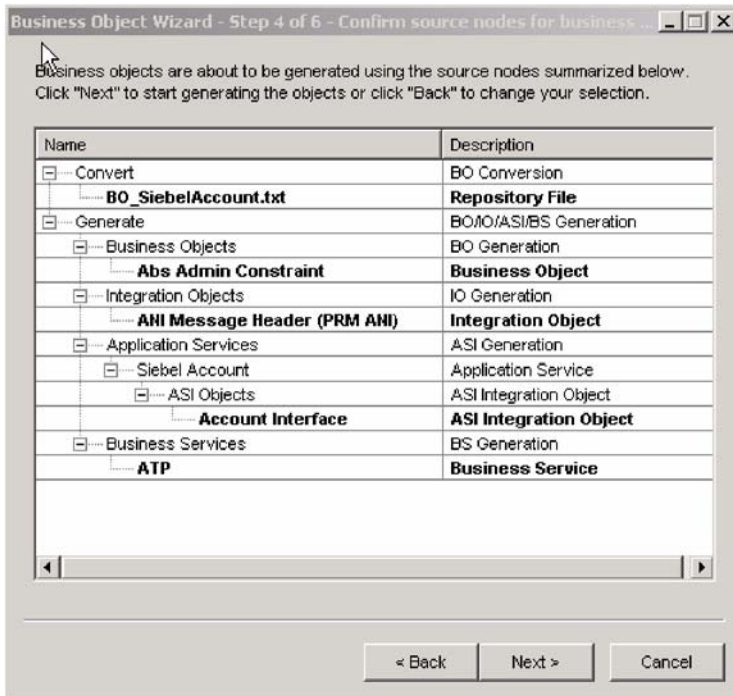 Business Object Wizard - Step 4 of 6 - Confirm source nodes for business ...
Business objects are about to be generated using the source nodes summarized below.
Click "Next" to start generating the objects or click "Back" to change your selection.
Name Description
Convert BO Conversion
BO_SiebelAccount.txt Repository File
Generate BO/IO/ASI/BS Generation
Business Objects BO Generation
Abs Admin Constraint Business Object
Integration Objects IO Generation
ANI Message Header (PRM ANI) Integration Object
Application Services ASI Generation
Siebel Account Application Service
ASI Objects ASI Integration Object
Account Interface ASI Integration Object
Business Services BS Generation
ATP Business Service
< Back Next > Cancel